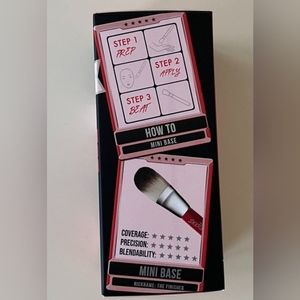 STEP 1
PREP
STEP 2
APPLY
STEP 3
BEAT
HOW TO
MINI BASE
COVERAGE:
PRECISION:
BLENDABILITY:
MINI BASE
NICKNAME: THE FINISHER